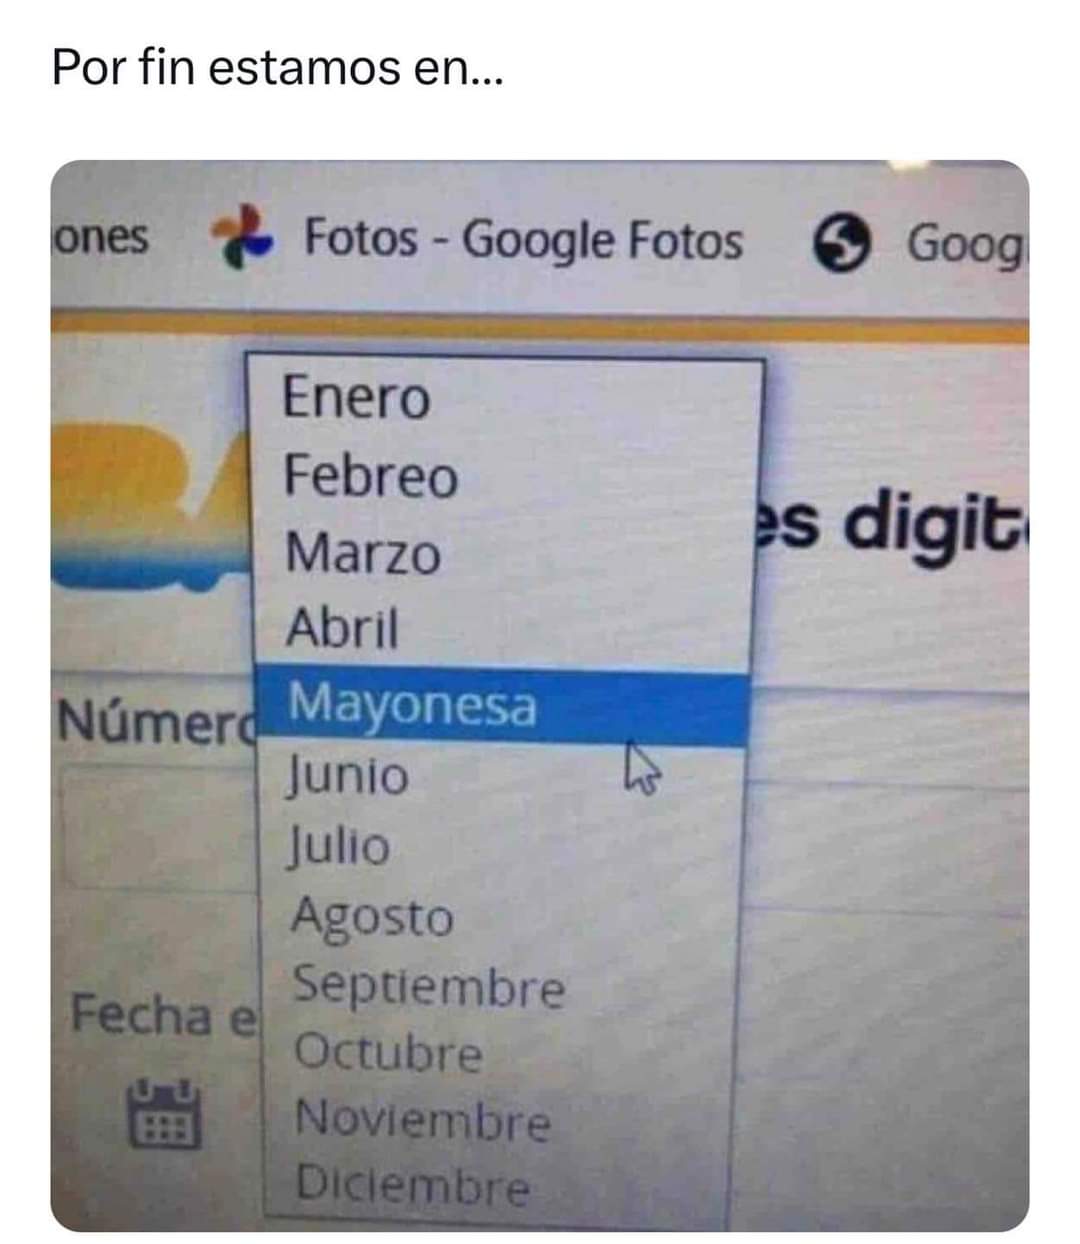 Por fin estamos en...
ones Fotos - Google Fotos Goog
Enero
Febreo
Marzo
es digit
Abril
Mayonesa
Número
Junio
Julio
Agosto
Septiembre
Fecha e
Octubre
Noviembre
Diciembre